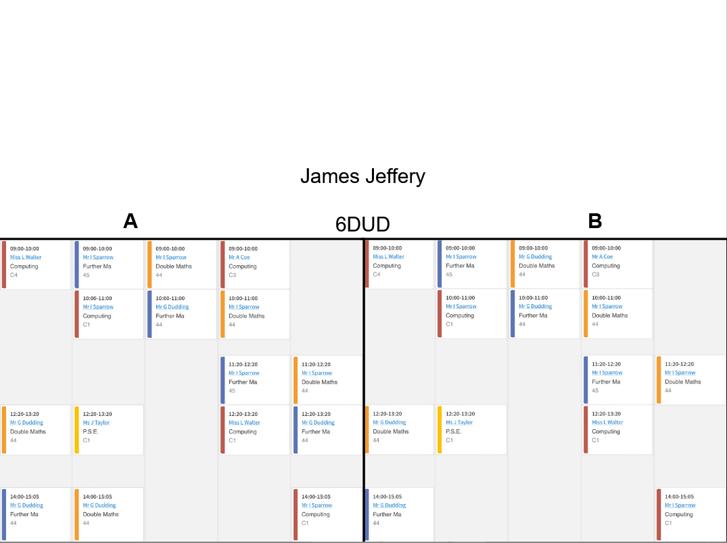 James Jeffery
A
6DUD
B
09:00-10:00
Miss L Walter
Computing
C4
09:00-10:00
Mr I Sparrow
Further Ma
45
09:00-10:00
Mr I Sparrow
Double Maths
44
09:00-10:00
Mr A Coe
Computing
C3
09:00-10:00
Miss L Walter
Computing
C4
09:00-10:00
Mr I Sparrow
Further Ma
45
09:00-10:00
Mr G Dudding
Double Maths
44
09:00-10:00
Mr A Coe
Computing
C3
10:00-11:00
Mr I Sparrow
Computing
C1
10:00-11:00
Mr G Dudding
Further Ma
44
10:00-11:00
Mr I Sparrow
Double Maths
44
10:00-11:00
Mr I Sparrow
Computing
C1
10:00-11:00
Mr G Dudding
Further Ma
44
10:00-11:00
Mr I Sparrow
Double Maths
44
11:20-12:20
Mr I Sparrow
Further Ma
45
11:20-12:20
Mr I Sparrow
Double Maths
44
11:20-12:20
Mr I Sparrow
Further Ma
45
11:20-12:20
Mr I Sparrow
Double Maths
44
12:20-13:20
Mr G Dudding
Double Maths
44
12:20-13:20
Ms J Taylor
P.S.E.
C1
12:20-13:20
Miss L Walter
Computing
C1
12:20-13:20
Mr G Dudding
Further Ma
44
12:20-13:20
Mr G Dudding
Double Maths
44
12:20-13:20
Ms J Taylor
P.S.E.
C1
12:20-13:20
Miss L Walter
Computing
C1
14:00-15:05
Mr G Dudding
Further Ma
44
14:00-15:05
Mr G Dudding
Double Maths
44
14:00-15:05
Mr I Sparrow
Computing
C1
14:00-15:05
Mr G Dudding
Further Ma
44
14:00-15:05
Mr I Sparrow
Computing
C1